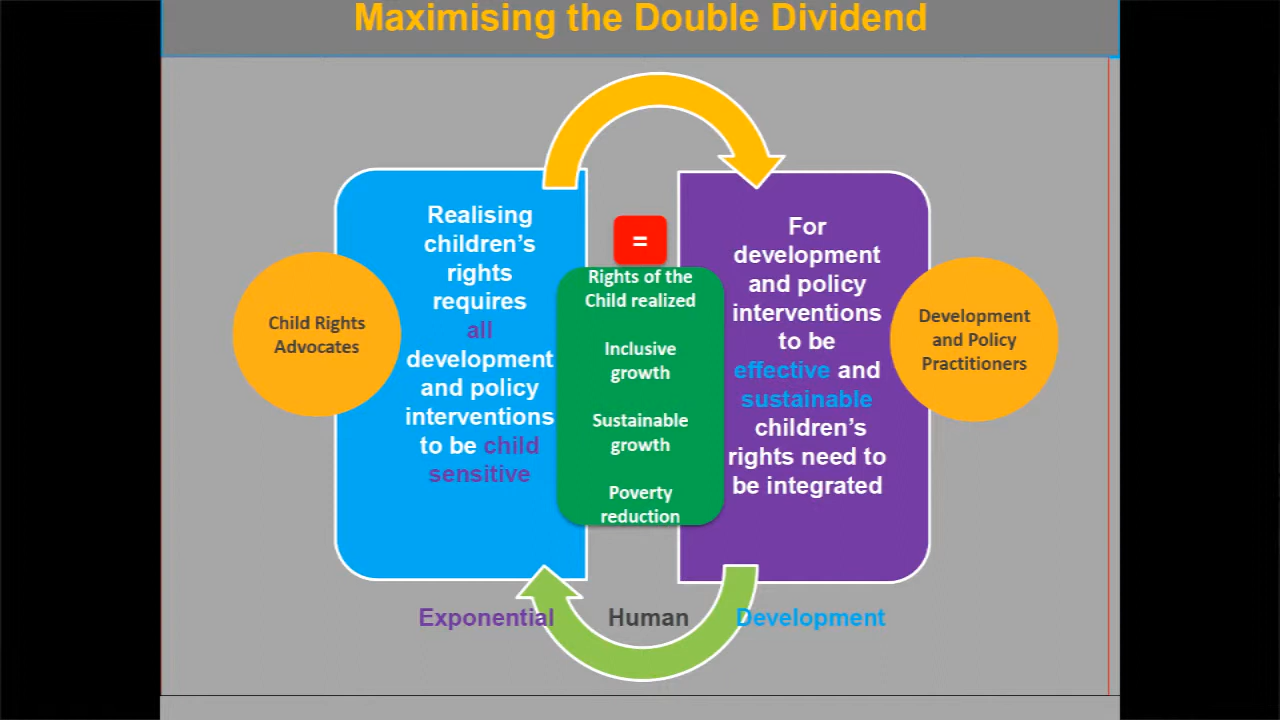 Maximising the Double Dividend
Child Rights
Advocates
Realising
children’s
rights
requires
all
development
and policy
interventions
to be child
sensitive
=
Rights of the
Child realized
Inclusive
growth
Sustainable
growth
Poverty
reduction
For
development
and policy
interventions
to be
effective and
sustainable
children’s
rights need to
be integrated
Development
and Policy
Practitioners
Exponential Human Development